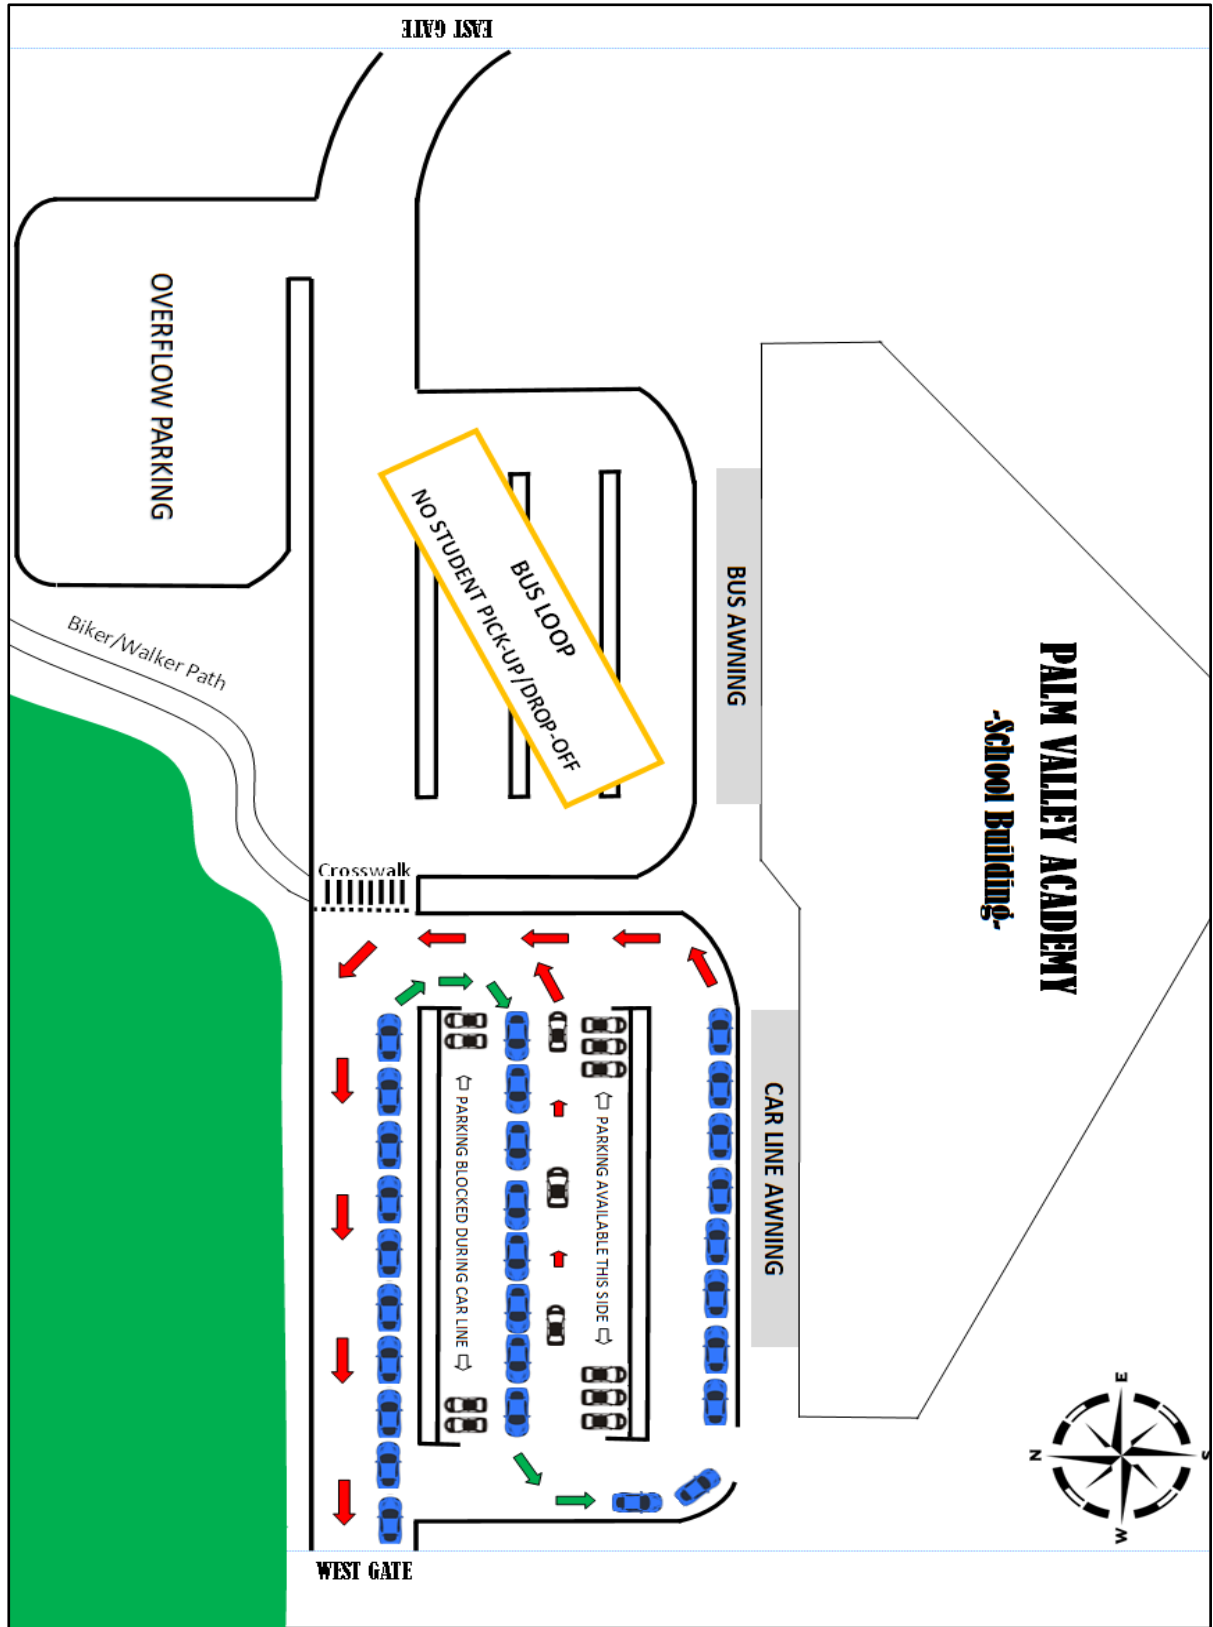 EAST GATE
OVERFLOW PARKING
BUS LOOP
NO STUDENT PICK-UP/DROP-OFF
BUS AWNING
PALM VALLEY ACADEMY
-School Building-
Biker/Walker Path
Crosswalk
PARKING BLOCKED DURING CAR LINE
PARKING AVAILABLE THIS SIDE
CAR LINE AWNING
E
N
S
W
WEST GATE